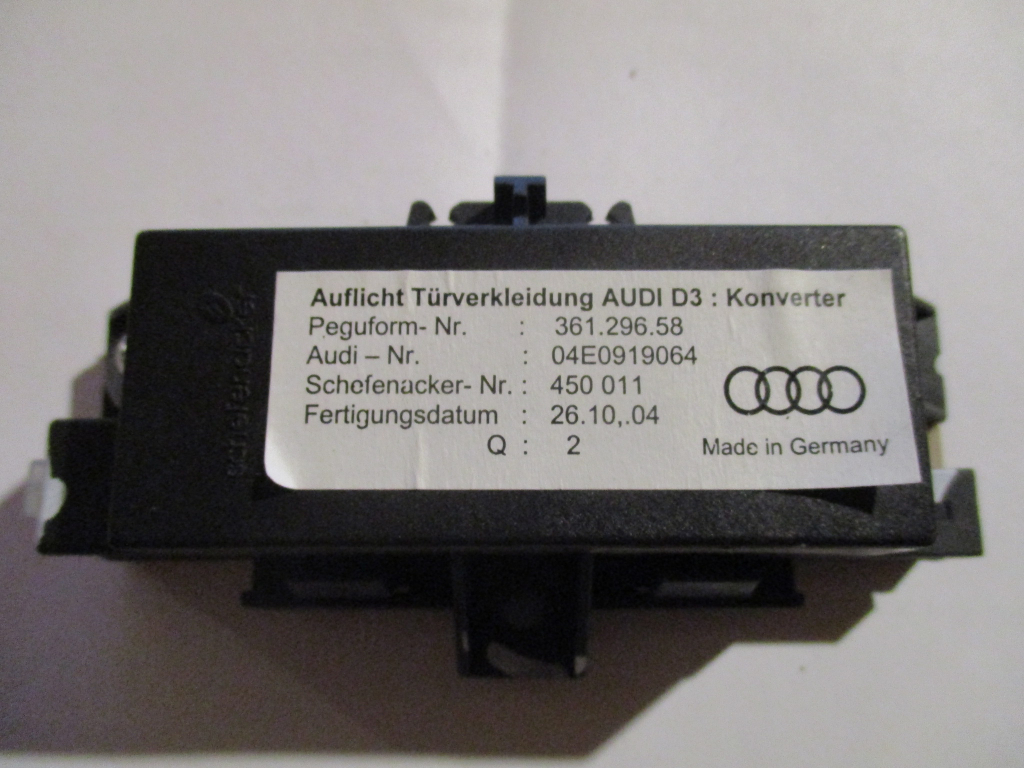 Auflicht Türverkleidung AUDI D3 : Konverter
Peguform- Nr. : 361.296.58
Audi – Nr. : 04E0919064
Schefenacker- Nr. : 450 011
Fertigungsdatum : 26.10,.04
Q : 2
Made in Germany
schefenacker